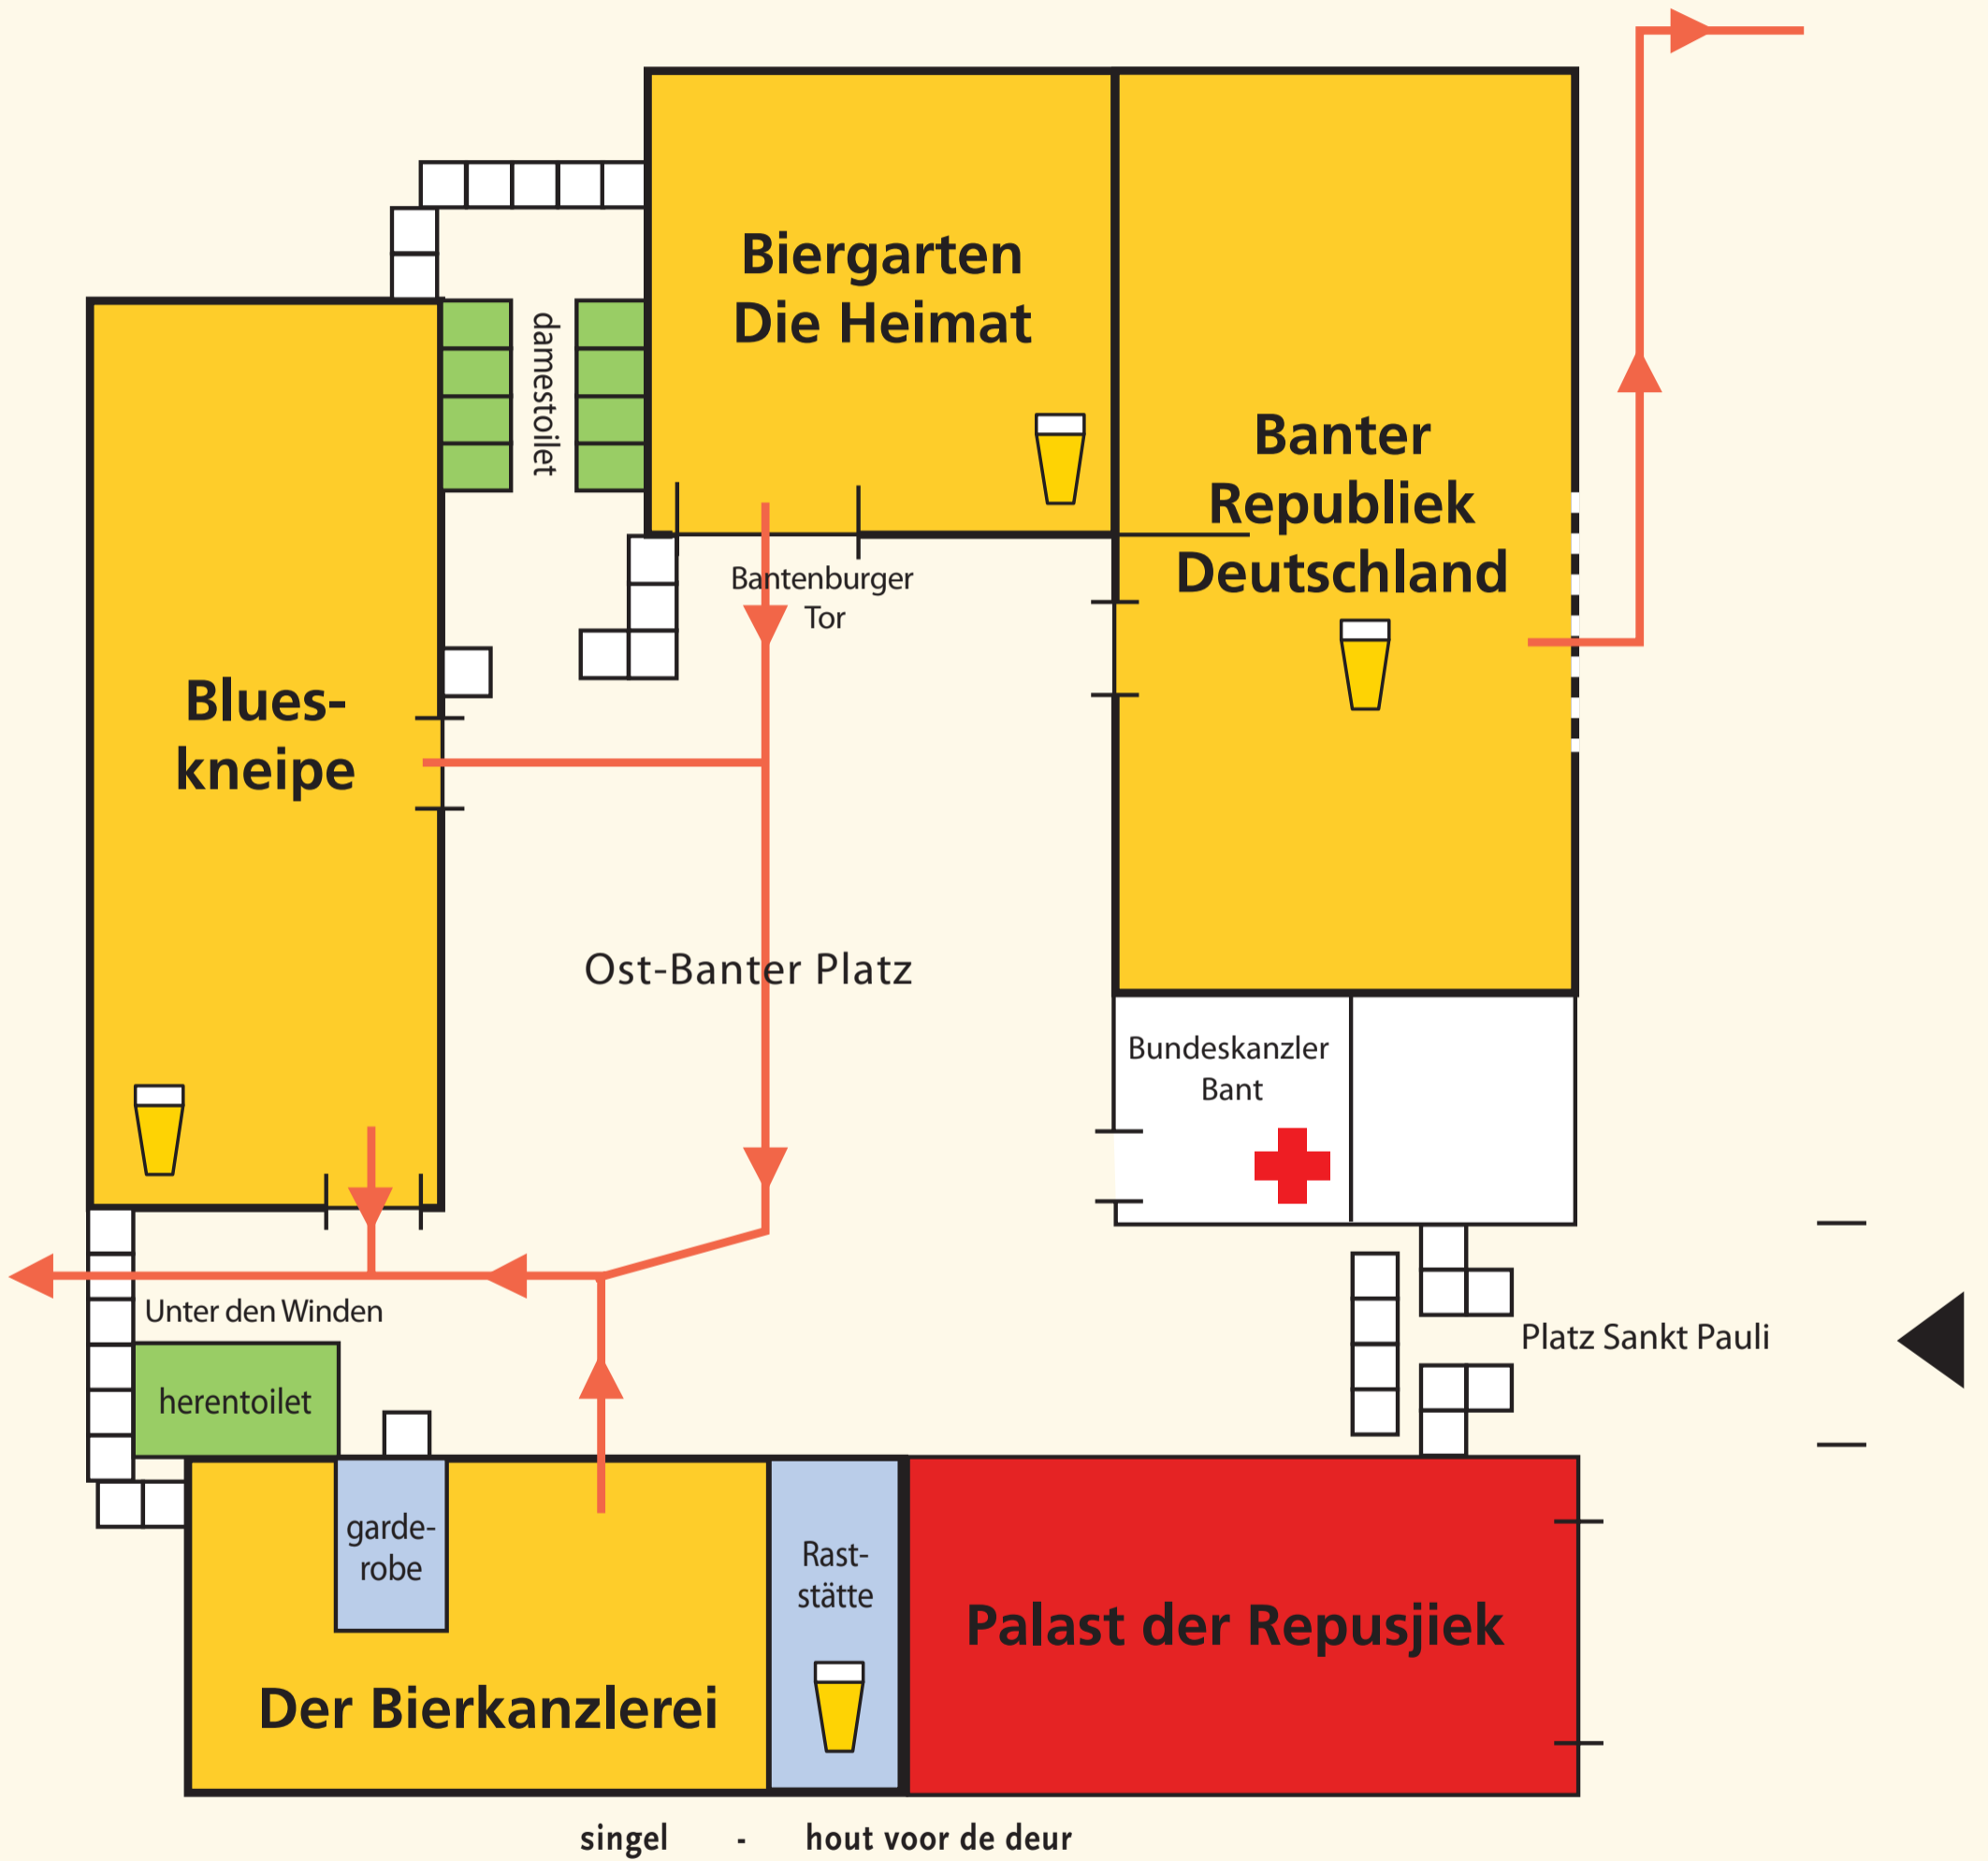 Biergarten
Die Heimat
damestoilet
Banter
Republiek
Deutschland
Bantenburger
Tor
Blues-
kneipe
Ost-Banter Platz
Bundeskanzler
Bant
Unter den Winden
Platz Sankt Pauli
herentoilet
garde-
robe
Rast-
stätte
Palast der Repusjiek
Der Bierkanzlerei
singel - hout voor de deur